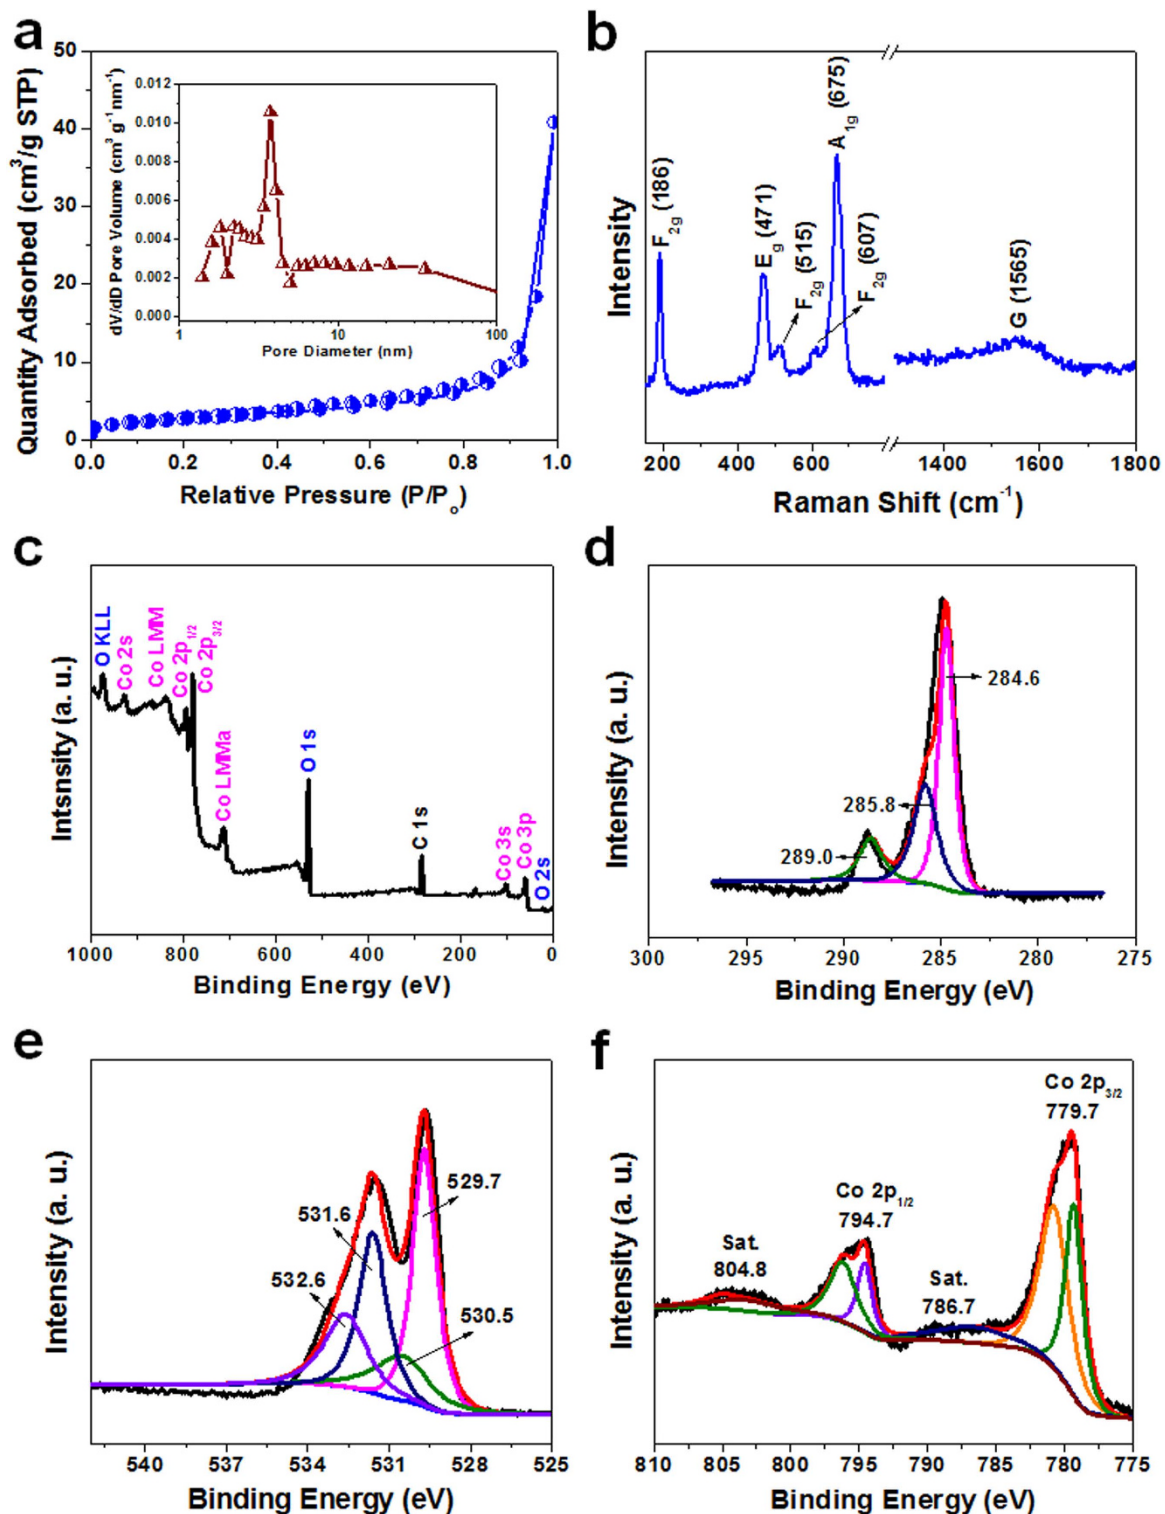 a
50
40
30
20
10
0
0.0 0.2 0.4 0.6 0.8 1.0
Quantity Adsorbed (cm³/g STP)
Relative Pressure (P/Pₒ)
0.012
0.010
0.008
0.006
0.004
0.002
0.000
1 10 100
dV/dD Pore Volume (cm³ g⁻¹nm⁻¹)
Pore Diameter (nm)
b
F₂g (186)
E_g (471)
F₂g (515)
F₂g (607)
A₁g (675)
G (1565)
Intensity
200 400 600 1400 1600 1800
Raman Shift (cm⁻¹)
c
O KLL
Co 2s
Co LMM
Co 2p₁/₂
Co 2p₃/₂
Co LMMa
O 1s
C 1s
Co 3s
Co 3p
O 2s
Intsnsity (a. u.)
1000 800 600 400 200 0
Binding Energy (eV)
d
284.6
285.8
289.0
Intensity (a. u.)
300 295 290 285 280 275
Binding Energy (eV)
e
529.7
531.6
532.6
530.5
Intensity (a. u.)
540 537 534 531 528 525
Binding Energy (eV)
f
Co 2p₃/₂
779.7
Co 2p₁/₂
794.7
Sat.
804.8
Sat.
786.7
Intensity (a. u.)
810 805 800 795 790 785 780 775
Binding Energy (eV)